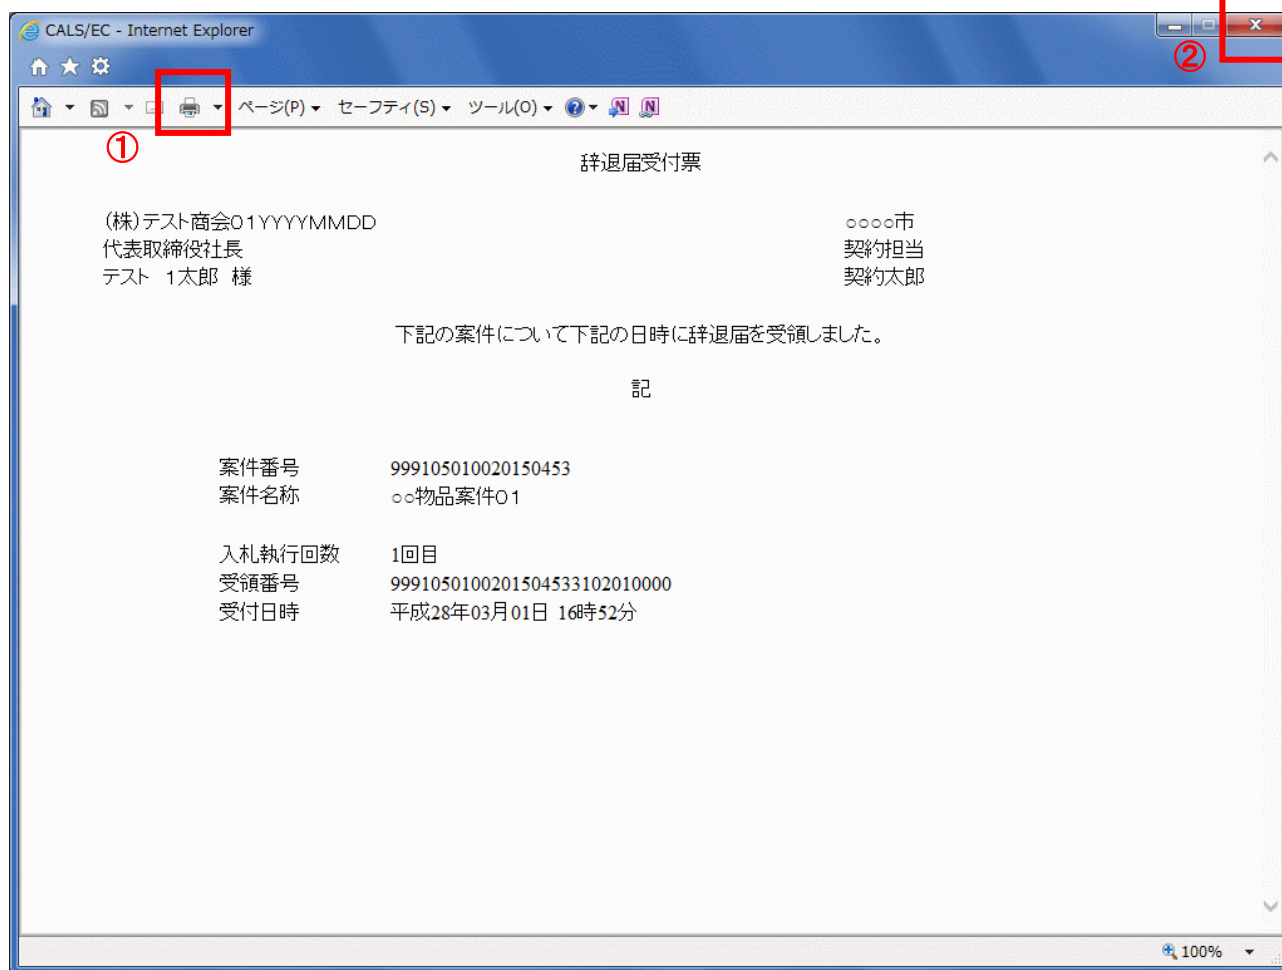 CALS/EC - Internet Explorer
②
ページ(P) セーフティ(S) ツール(O)
①
辞退届受付票
(株)テスト商会01YYYYMMDD
○○○○市
代表取締役社長
契約担当
テスト 1太郎 様
契約太郎
下記の案件について下記の日時に辞退届を受領しました。
記
案件番号 999105010020150453
案件名称 ○○物品案件01
入札執行回数 1回目
受領番号 9991050100201504533102010000
受付日時 平成28年03月01日 16時52分
100%